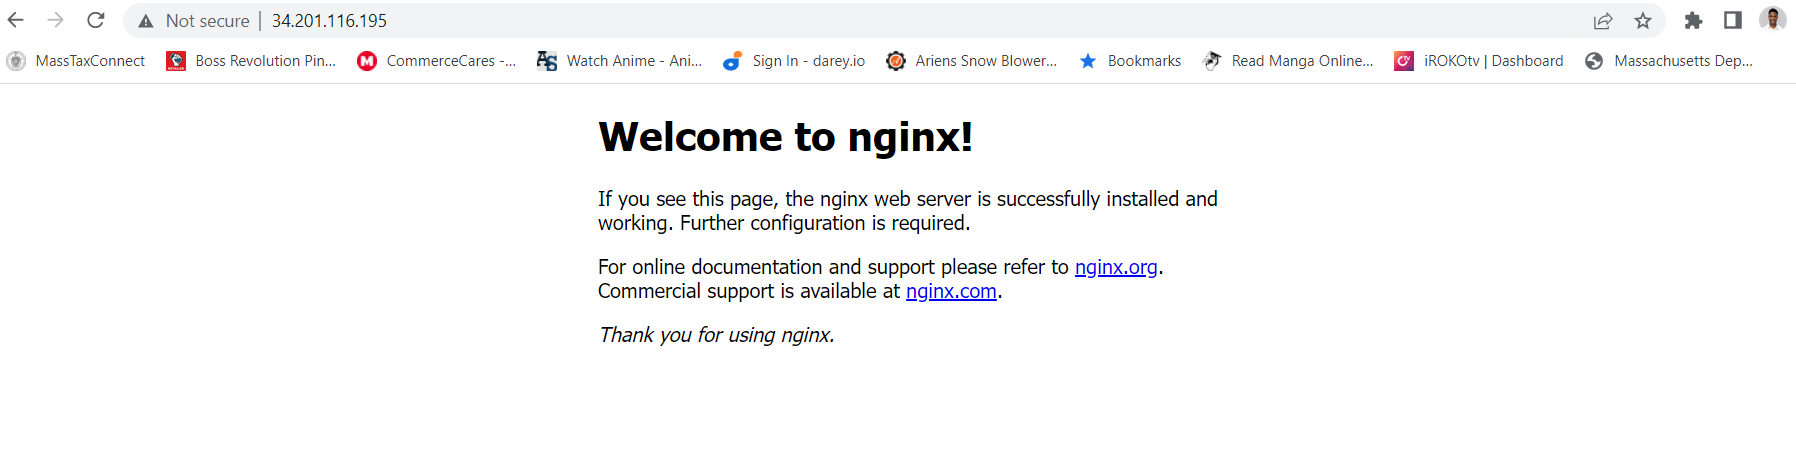 Not secure | 34.201.116.195
MassTaxConnect Boss Revolution Pin... CommerceCares -... Watch Anime - Ani... Sign In - darey.io Ariens Snow Blower... Bookmarks Read Manga Online... iROKOtv | Dashboard Massachusetts Dep...
Welcome to nginx!
If you see this page, the nginx web server is successfully installed and
working. Further configuration is required.
For online documentation and support please refer to nginx.org.
Commercial support is available at nginx.com.
Thank you for using nginx.